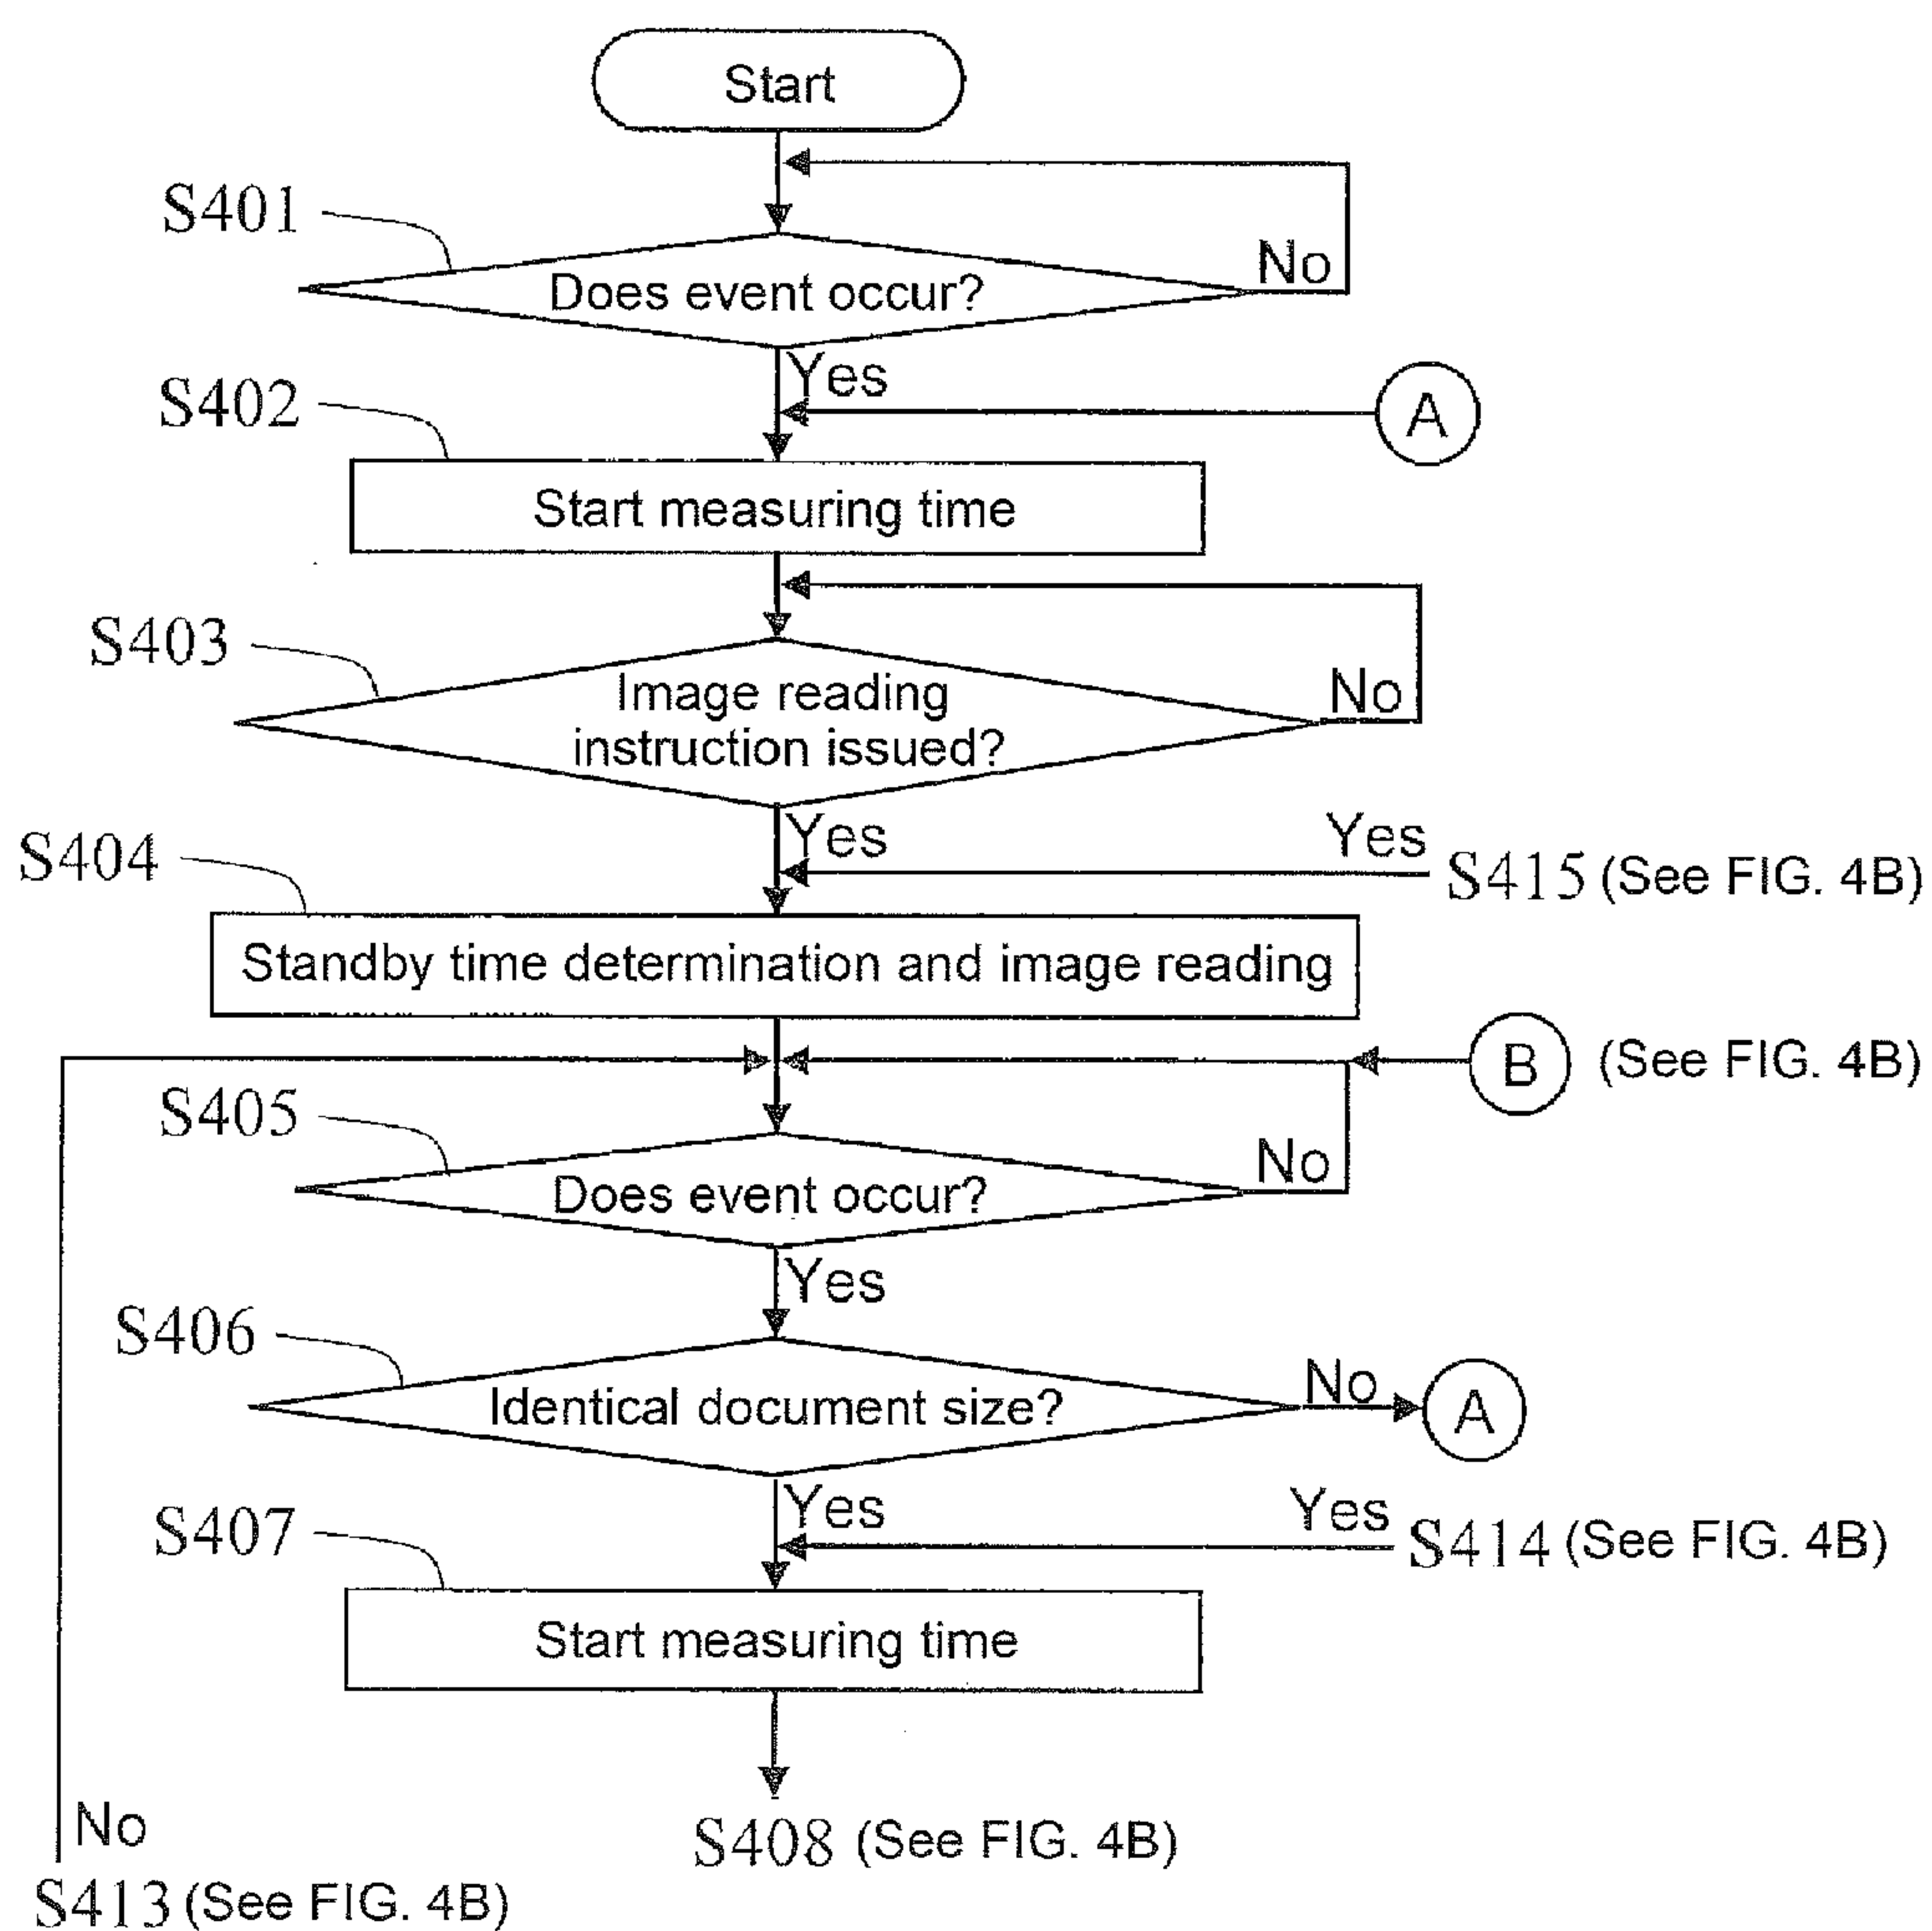 Start
S401
Does event occur?
No
Yes
S402
A
Start measuring time
S403
Image reading
instruction issued?
No
Yes
Yes
S404
S415 (See FIG. 4B)
Standby time determination and image reading
B (See FIG. 4B)
S405
Does event occur?
No
Yes
S406
Identical document size?
No
A
Yes
Yes
S407
S414 (See FIG. 4B)
Start measuring time
No
S408 (See FIG. 4B)
S413 (See FIG. 4B)